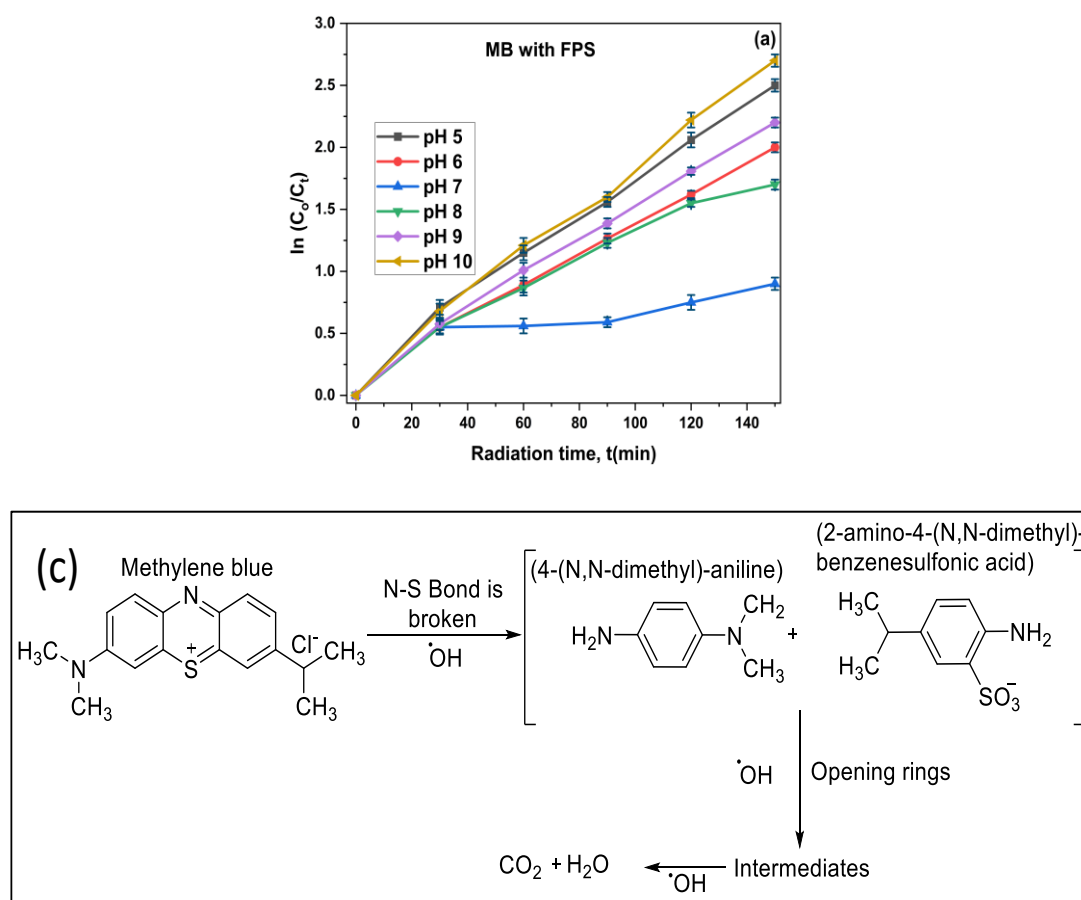 (a)
MB with FPS
3.0
2.5
2.0
1.5
1.0
0.5
0.0
ln (C₀/Cₜ)
pH 5
pH 6
pH 7
pH 8
pH 9
pH 10
0 20 40 60 80 100 120 140
Radiation time, t(min)
(c)
Methylene blue
N
S
+
Cl⁻
H₃C
N
CH₃
CH₃
CH₃
N-S Bond is
broken
•OH
(4-(N,N-dimethyl)-aniline)
H₂N
N
CH₂
CH₃
+
(2-amino-4-(N,N-dimethyl)-
benzenesulfonic acid)
H₃C
H₃C
NH₂
SO₃⁻
•OH
Opening rings
Intermediates
•OH
CO₂ + H₂O